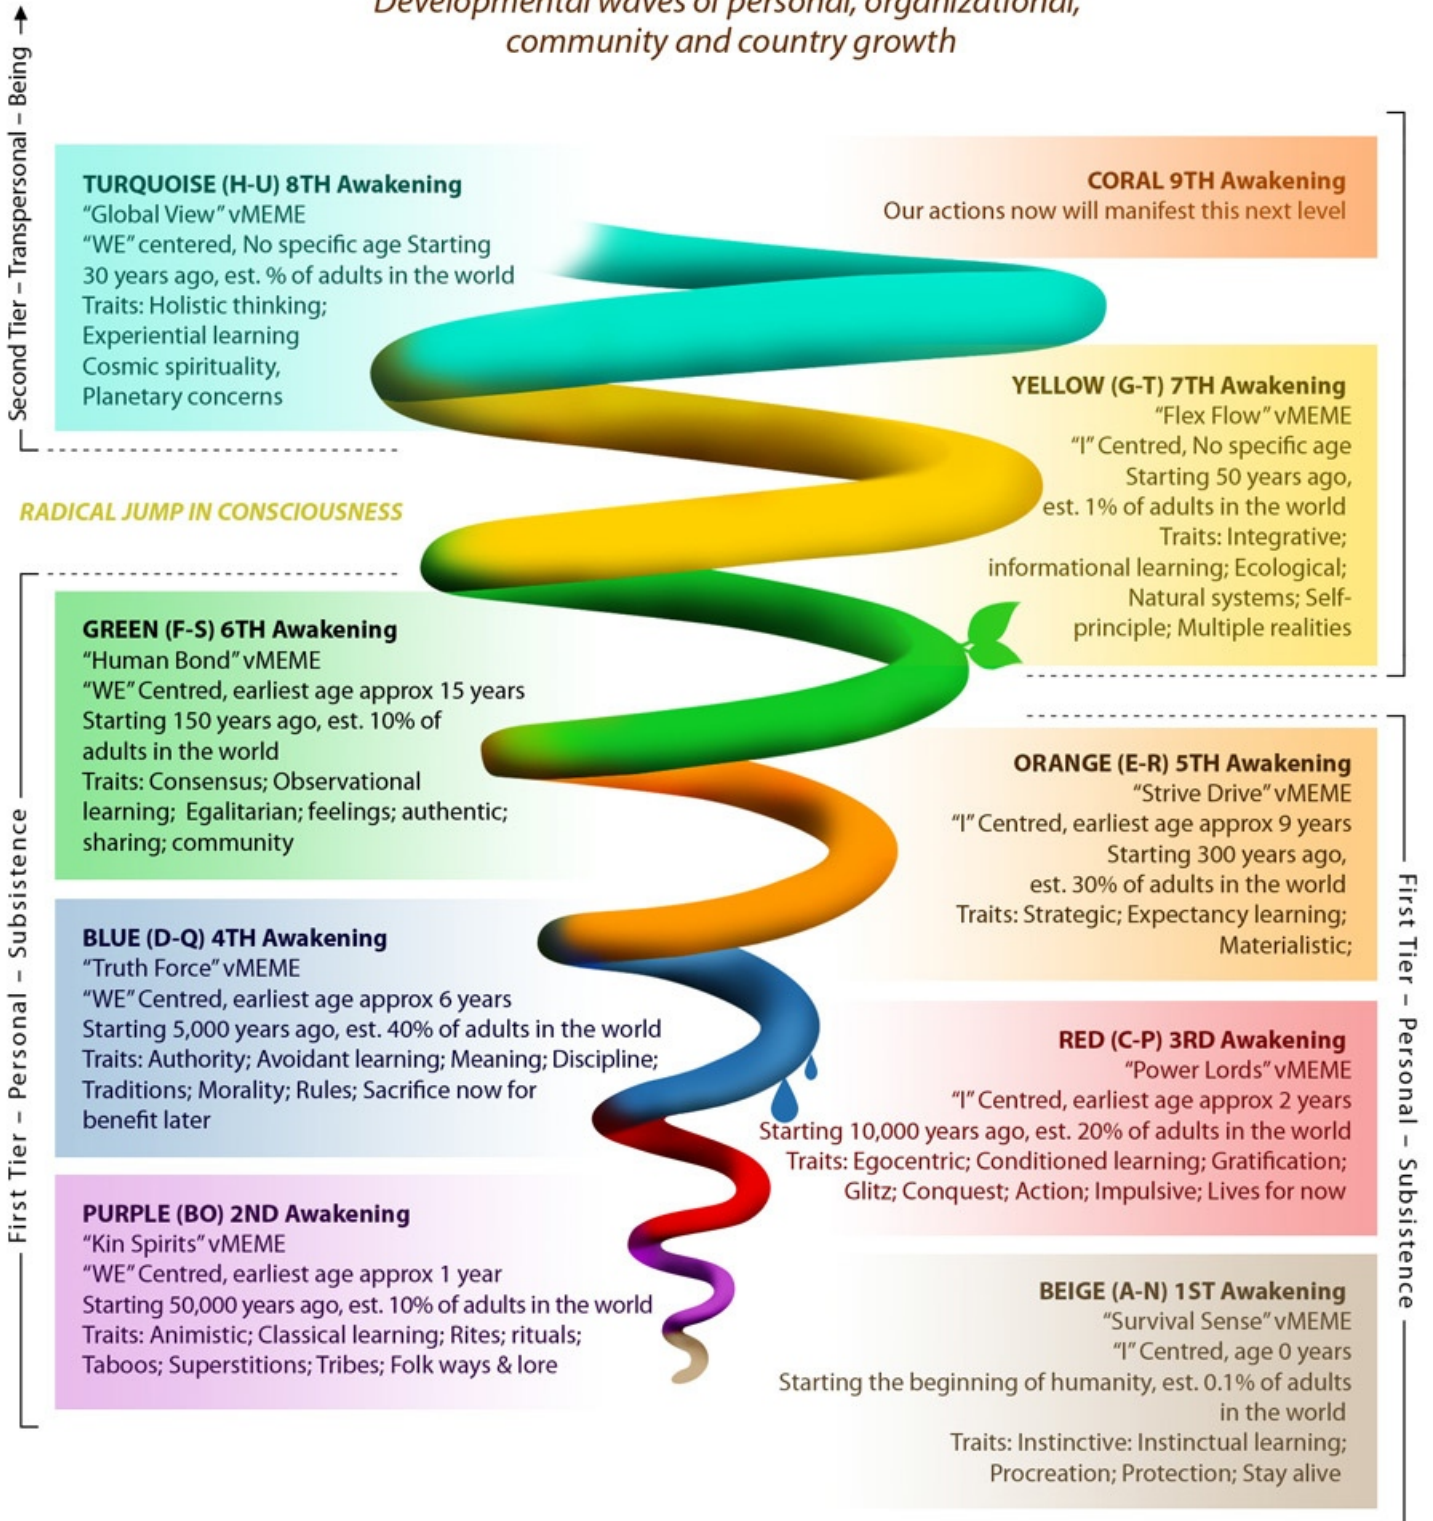 Developmental waves of personal, organizational,
community and country growth
Second Tier – Transpersonal – Being
TURQUOISE (H-U) 8TH Awakening
“Global View” vMEME
“WE” centered, No specific age Starting
30 years ago, est. % of adults in the world
Traits: Holistic thinking;
Experiential learning
Cosmic spirituality,
Planetary concerns
CORAL 9TH Awakening
Our actions now will manifest this next level
YELLOW (G-T) 7TH Awakening
“Flex Flow” vMEME
“I” Centred, No specific age
Starting 50 years ago,
est. 1% of adults in the world
Traits: Integrative;
informational learning; Ecological;
Natural systems; Self-
principle; Multiple realities
RADICAL JUMP IN CONSCIOUSNESS
First Tier – Personal – Subsistence
GREEN (F-S) 6TH Awakening
“Human Bond” vMEME
“WE” Centred, earliest age approx 15 years
Starting 150 years ago, est. 10% of
adults in the world
Traits: Consensus; Observational
learning; Egalitarian; feelings; authentic;
sharing; community
ORANGE (E-R) 5TH Awakening
“Strive Drive” vMEME
“I” Centred, earliest age approx 9 years
Starting 300 years ago,
est. 30% of adults in the world
Traits: Strategic; Expectancy learning;
Materialistic;
BLUE (D-Q) 4TH Awakening
“Truth Force” vMEME
“WE” Centred, earliest age approx 6 years
Starting 5,000 years ago, est. 40% of adults in the world
Traits: Authority; Avoidant learning; Meaning; Discipline;
Traditions; Morality; Rules; Sacrifice now for
benefit later
RED (C-P) 3RD Awakening
“Power Lords” vMEME
“I” Centred, earliest age approx 2 years
Starting 10,000 years ago, est. 20% of adults in the world
Traits: Egocentric; Conditioned learning; Gratification;
Glitz; Conquest; Action; Impulsive; Lives for now
PURPLE (BO) 2ND Awakening
“Kin Spirits” vMEME
“WE” Centred, earliest age approx 1 year
Starting 50,000 years ago, est. 10% of adults in the world
Traits: Animistic; Classical learning; Rites; rituals;
Taboos; Superstitions; Tribes; Folk ways & lore
BEIGE (A-N) 1ST Awakening
“Survival Sense” vMEME
“I” Centred, age 0 years
Starting the beginning of humanity, est. 0.1% of adults
in the world
Traits: Instinctive: Instinctual learning;
Procreation; Protection; Stay alive
First Tier – Personal – Subsistence